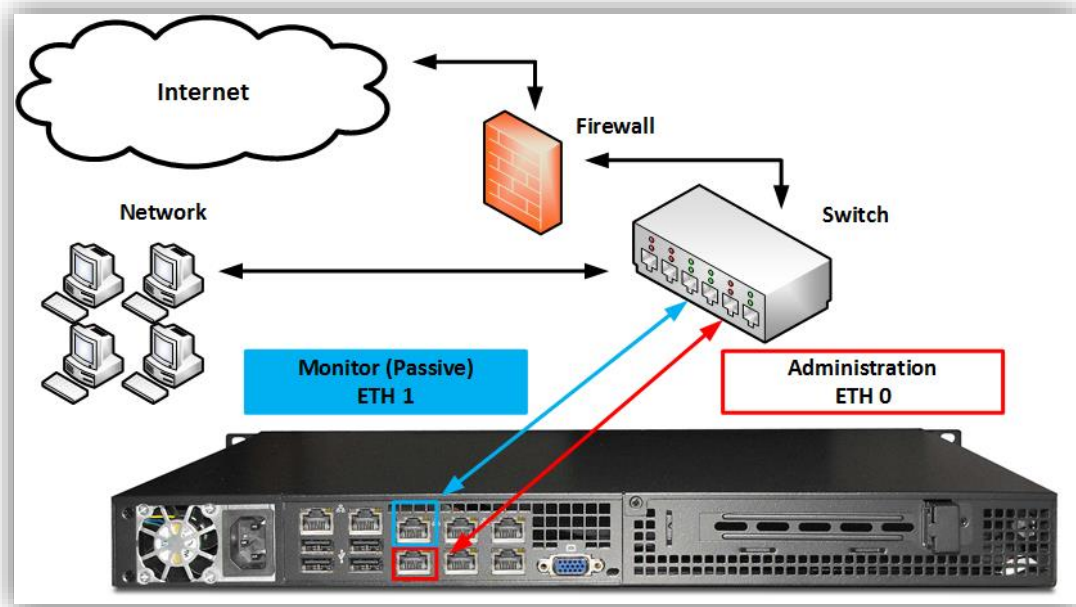 Internet
Firewall
Network
Switch
Monitor (Passive)
ETH 1
Administration
ETH 0